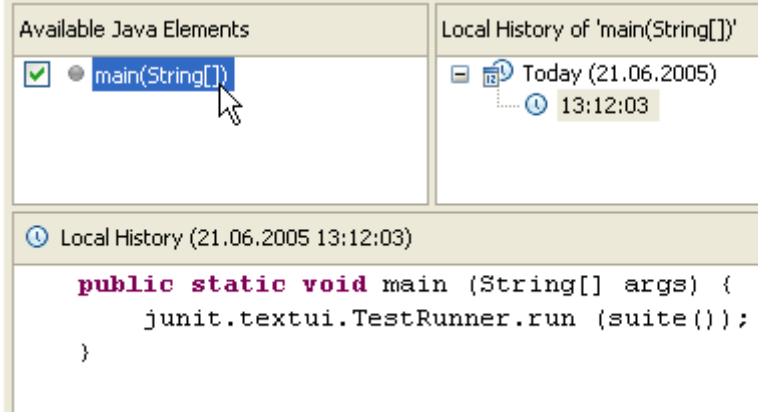 Available Java Elements
Local History of 'main(String[])'
main(String[])
Today (21.06.2005)
13:12:03
Local History (21.06.2005 13:12:03)
public static void main (String[] args) {
junit.textui.TestRunner.run (suite());
}